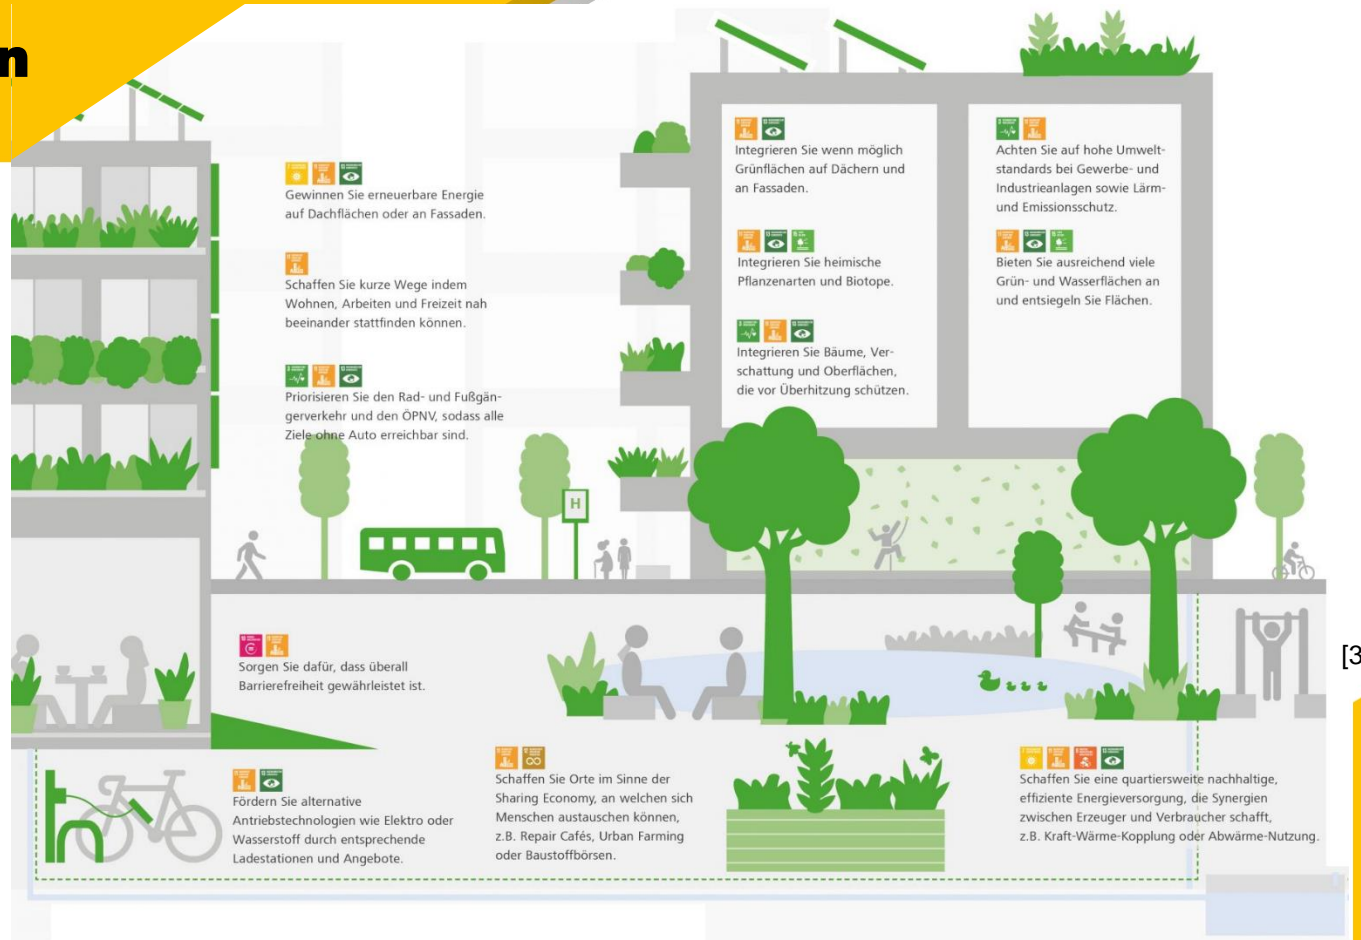 n
Gewinnen Sie erneuerbare Energie
auf Dachflächen oder an Fassaden.
Schaffen Sie kurze Wege indem
Wohnen, Arbeiten und Freizeit nah
beeinander stattfinden können.
Priorisieren Sie den Rad- und Fußgän-
gerverkehr und den ÖPNV, sodass alle
Ziele ohne Auto erreichbar sind.
Integrieren Sie wenn möglich
Grünflächen auf Dächern und
an Fassaden.
Integrieren Sie heimische
Pflanzenarten und Biotope.
Integrieren Sie Bäume, Ver-
schattung und Oberflächen,
die vor Überhitzung schützen.
Achten Sie auf hohe Umwelt-
standards bei Gewerbe- und
Industrieanlagen sowie Lärm-
und Emissionsschutz.
Bieten Sie ausreichend viele
Grün- und Wasserflächen an
und entsiegeln Sie Flächen.
H
Sorgen Sie dafür, dass überall
Barrierefreiheit gewährleistet ist.
[3
Fördern Sie alternative
Antriebstechnologien wie Elektro oder
Wasserstoff durch entsprechende
Ladestationen und Angebote.
Schaffen Sie Orte im Sinne der
Sharing Economy, an welchen sich
Menschen austauschen können,
z.B. Repair Cafés, Urban Farming
oder Baustoffbörsen.
Schaffen Sie eine quartiersweite nachhaltige,
effiziente Energieversorgung, die Synergien
zwischen Erzeuger und Verbraucher schafft,
z.B. Kraft-Wärme-Kopplung oder Abwärme-Nutzung.